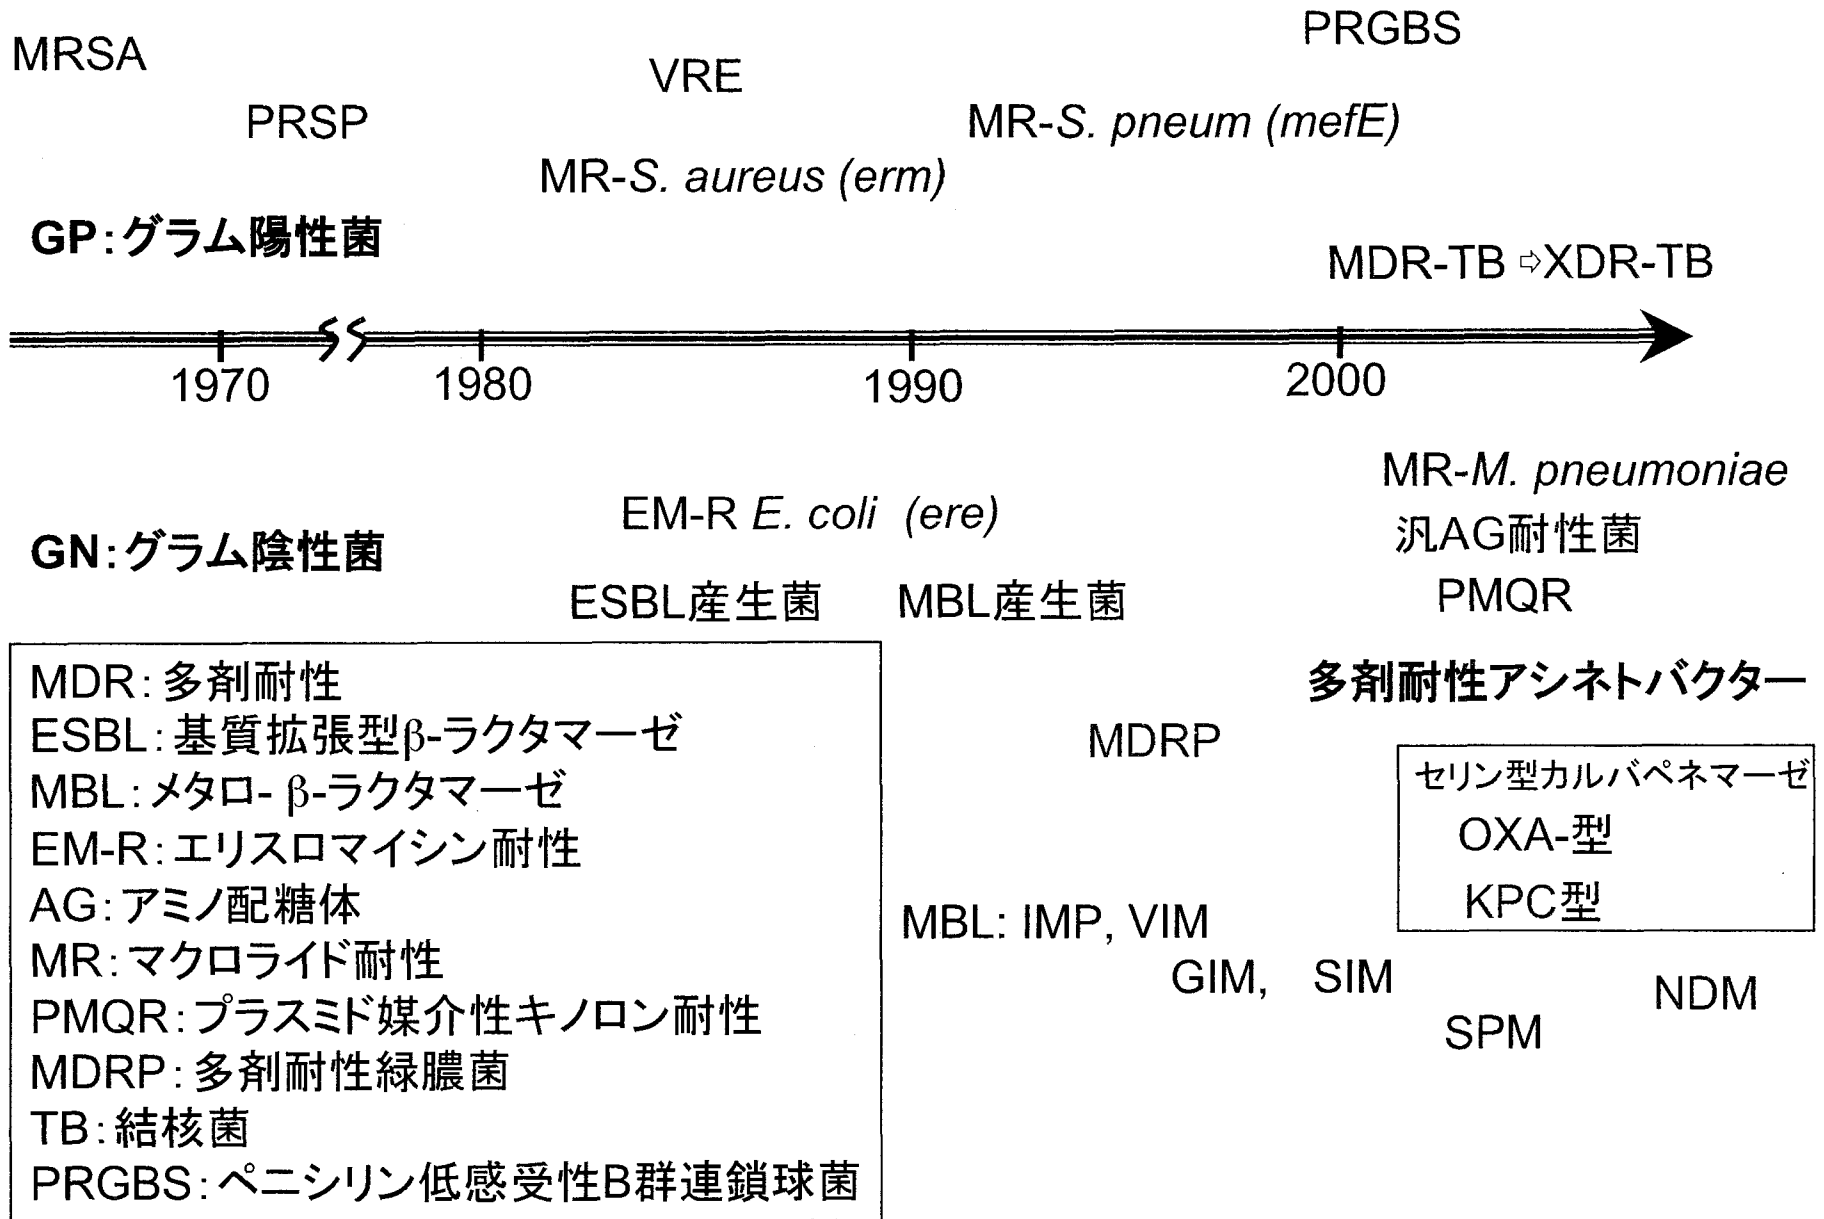 PRGBS
MRSA
VRE
PRSP
MR-S. pneum (mefE)
MR-S. aureus (erm)
GP:グラム陽性菌
MDR-TB ⇨XDR-TB
1970 1980 1990 2000
MR-M. pneumoniae
EM-R E. coli (ere)
汎AG耐性菌
GN:グラム陰性菌
ESBL産生菌 MBL産生菌 PMQR
多剤耐性アシネトバクター
MDRP
セリン型カルバペネマーゼ
OXA-型
KPC型
MBL: IMP, VIM
GIM, SIM
NDM
SPM
MDR:多剤耐性
ESBL:基質拡張型β-ラクタマーゼ
MBL:メタロ- β-ラクタマーゼ
EM-R:エリスロマイシン耐性
AG:アミノ配糖体
MR:マクロライド耐性
PMQR:プラスミド媒介性キノロン耐性
MDRP:多剤耐性緑膿菌
TB:結核菌
PRGBS:ペニシリン低感受性B群連鎖球菌